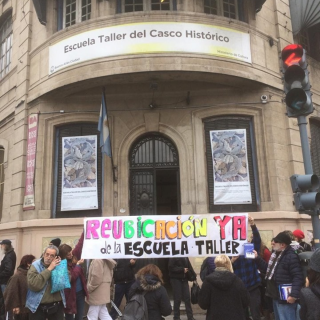 Escuela Taller del Casco Histórico
REUBICACIÓN YA
de la ESCUELA TALLER